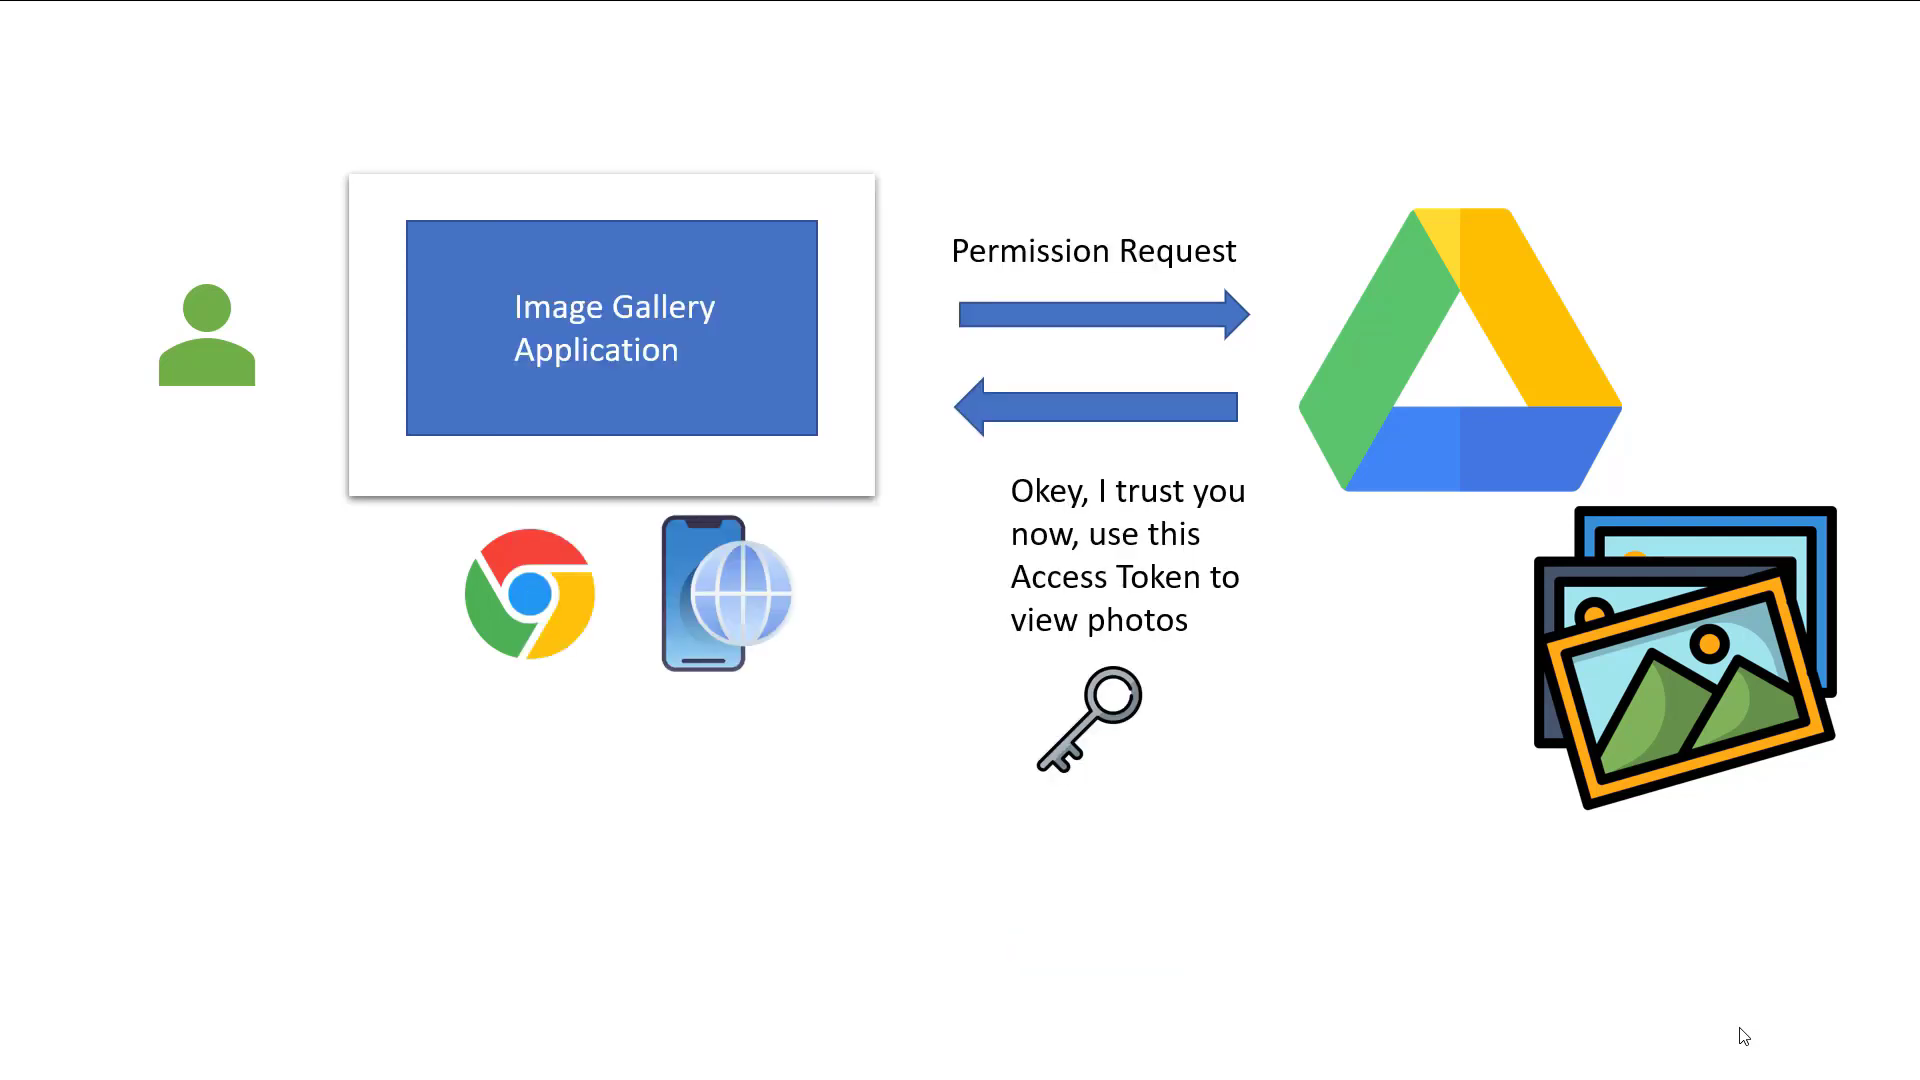 Image Gallery
Application
Permission Request
Okey, I trust you
now, use this
Access Token to
view photos